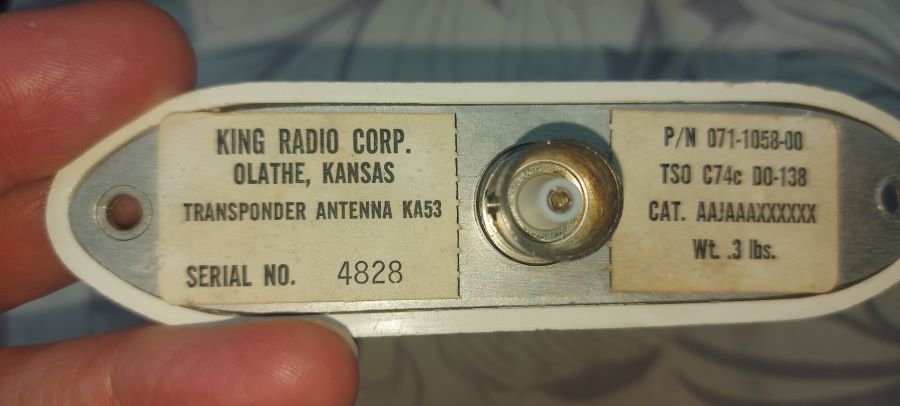 KING RADIO CORP.
OLATHE, KANSAS
TRANSPONDER ANTENNA KA53
SERIAL NO. 4828
P/N 071-1058-00
TSO C74c DO-138
CAT. AAJAAAXXXXXX
Wt. .3 lbs.